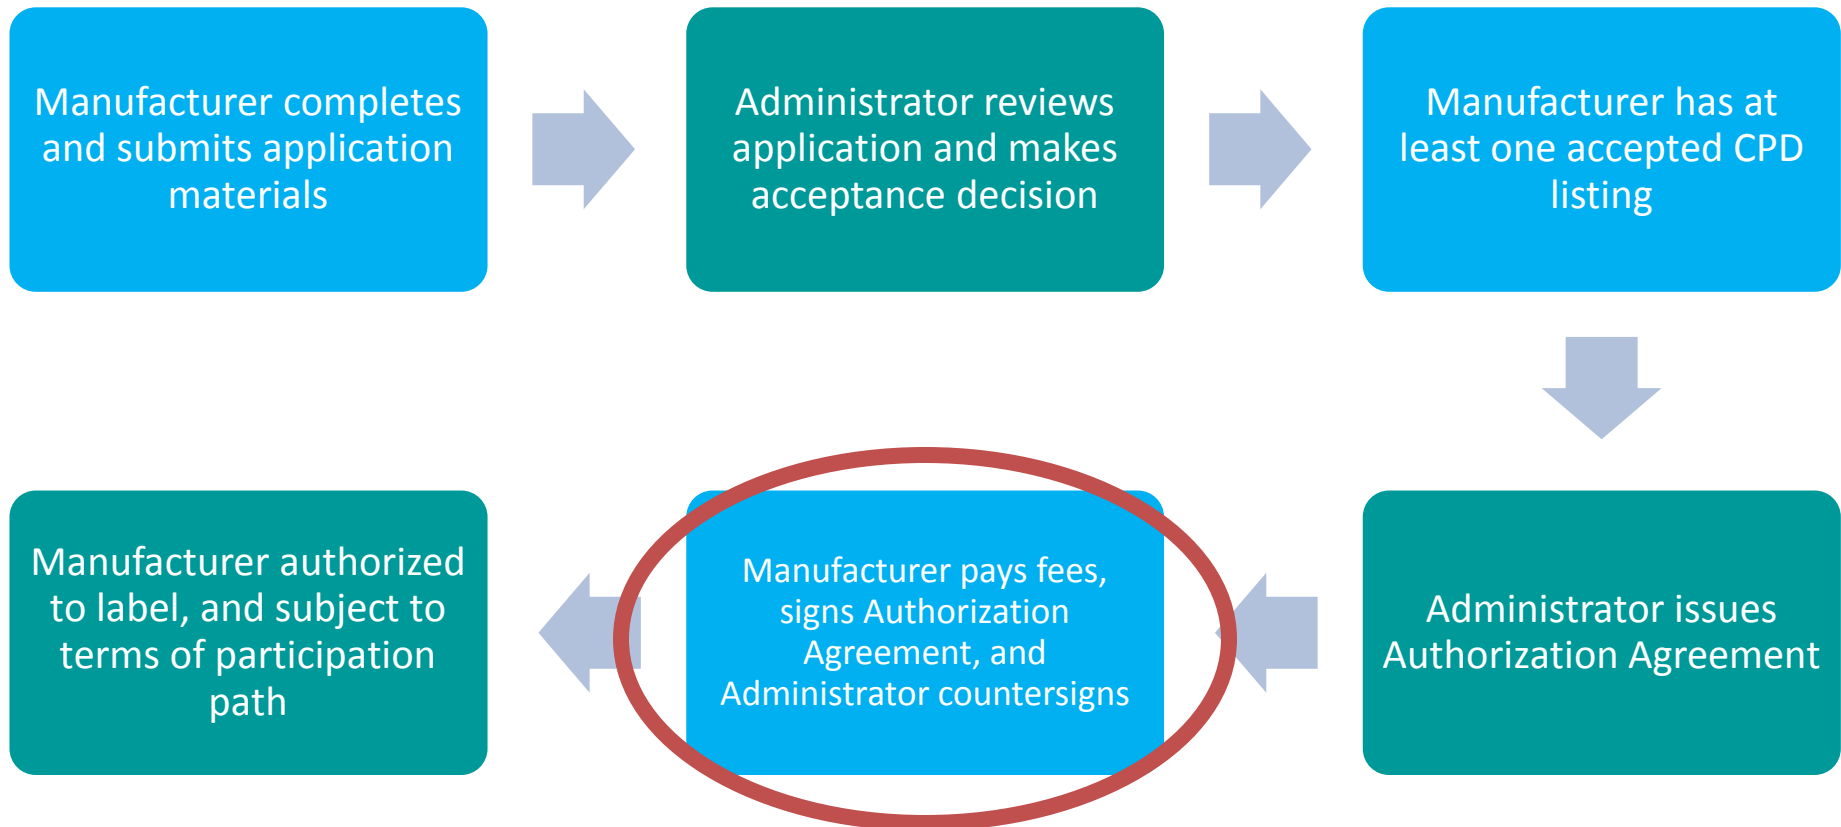 Manufacturer completes
and submits application
materials
Administrator reviews
application and makes
acceptance decision
Manufacturer has at
least one accepted CPD
listing
Administrator issues
Authorization Agreement
Manufacturer pays fees,
signs Authorization
Agreement, and
Administrator countersigns
Manufacturer authorized
to label, and subject to
terms of participation
path